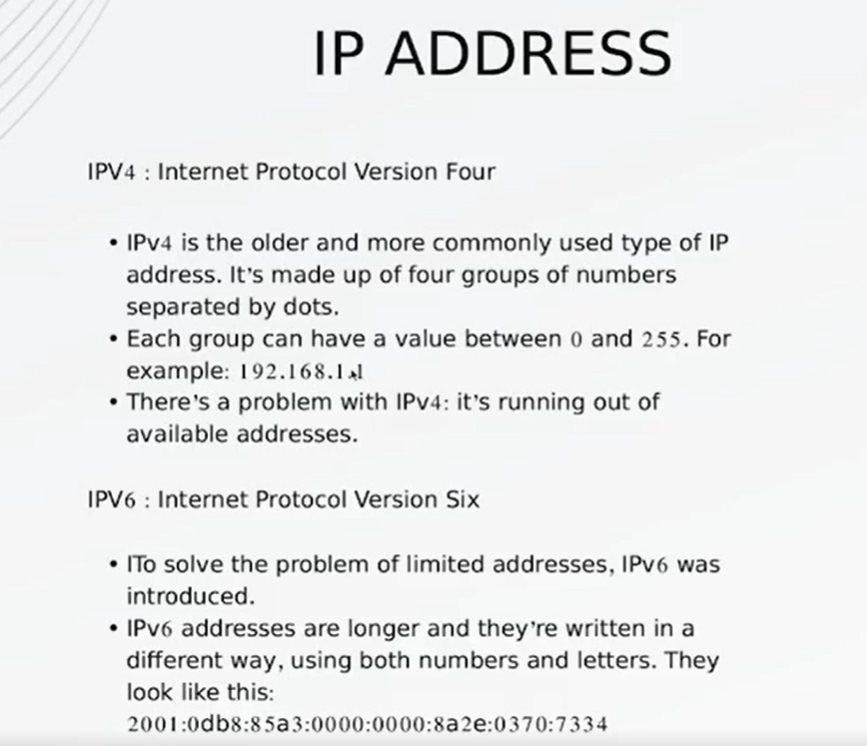 IP ADDRESS
IPV4 : Internet Protocol Version Four
• IPv4 is the older and more commonly used type of IP
address. It's made up of four groups of numbers
separated by dots.
• Each group can have a value between 0 and 255. For
example: 192.168.1.1
• There's a problem with IPv4: it's running out of
available addresses.
IPV6 : Internet Protocol Version Six
• ITo solve the problem of limited addresses, IPv6 was
introduced.
• IPv6 addresses are longer and they're written in a
different way, using both numbers and letters. They
look like this:
2001:0db8:85a3:0000:0000:8a2e:0370:7334